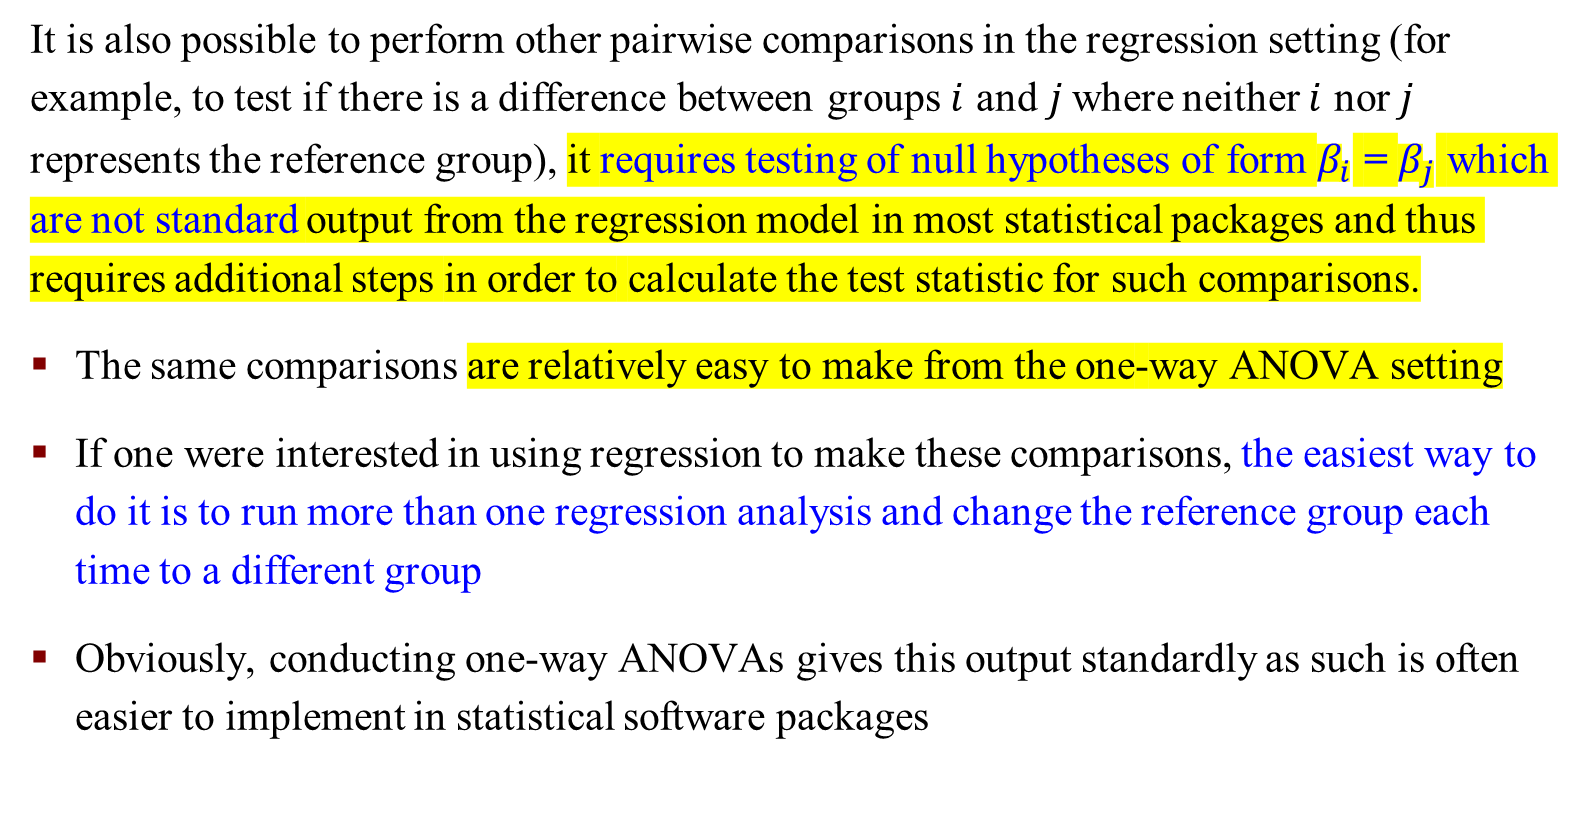 It is also possible to perform other pairwise comparisons in the regression setting (for
example, to test if there is a difference between groups i and j where neither i nor j
represents the reference group), it requires testing of null hypotheses of form βᵢ = βⱼ which
are not standard output from the regression model in most statistical packages and thus
requires additional steps in order to calculate the test statistic for such comparisons.
▪ The same comparisons are relatively easy to make from the one-way ANOVA setting
▪ If one were interested in using regression to make these comparisons, the easiest way to
do it is to run more than one regression analysis and change the reference group each
time to a different group
▪ Obviously, conducting one-way ANOVAs gives this output standardly as such is often
easier to implement in statistical software packages